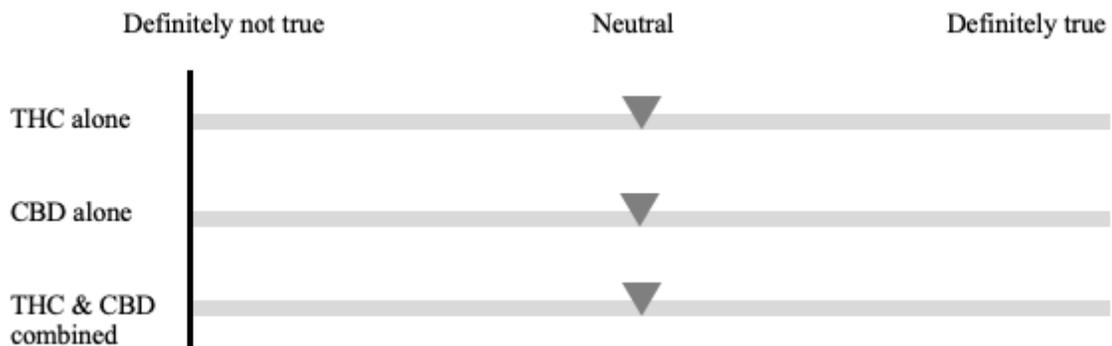 Definitely not true Neutral Definitely true
THC alone
CBD alone
THC & CBD
combined